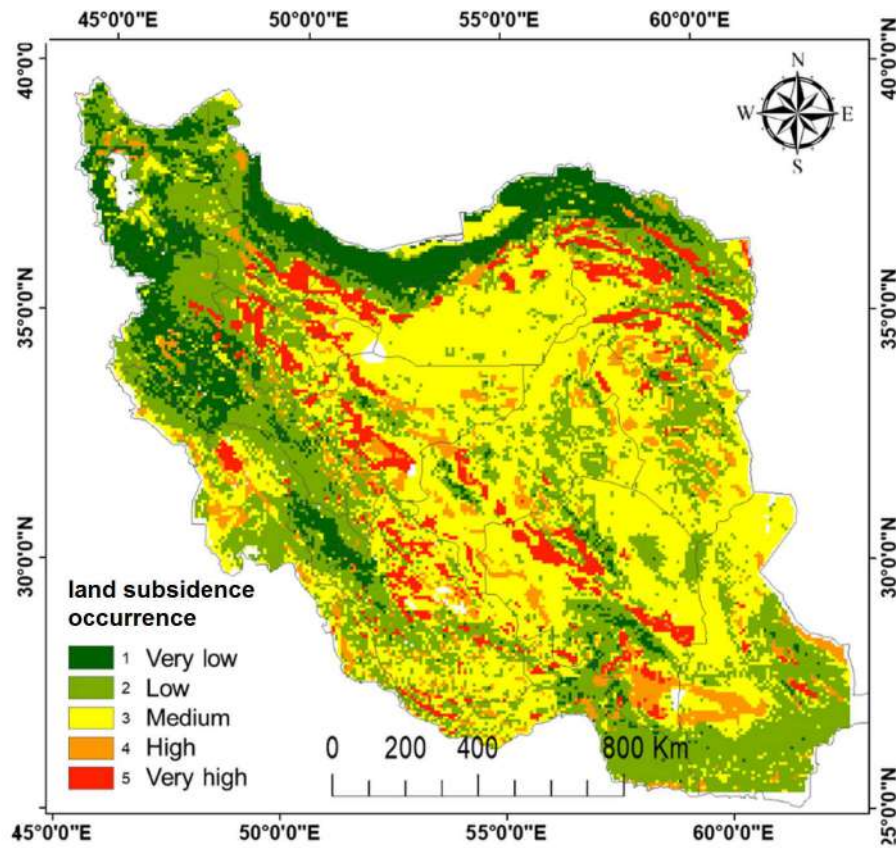 45°0'0"E 50°0'0"E 55°0'0"E 60°0'0"E
40°0'0
40°0'0"N
N
W E
S
35°0'0"N
35°0'0"N
30°0'0"N
30°0'0"N
land subsidence
occurrence
1 Very low
2 Low
3 Medium
4 High
5 Very high
0 200 400 800 Km
25°0'0"N
45°0'0"E 50°0'0"E 55°0'0"E 60°0'0"E